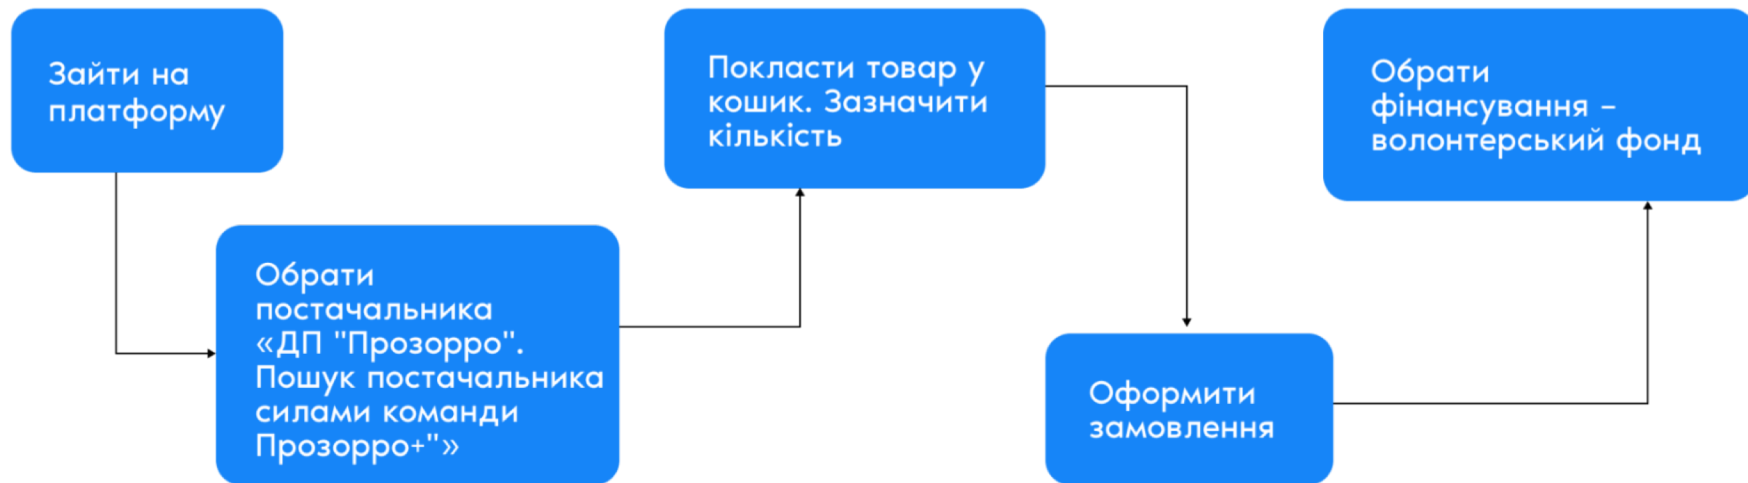 Зайти на
платформу
Обрати
постачальника
«ДП "Прозорро".
Пошук постачальника
силами команди
Прозорро+"»
Покласти товар у
кошик. Зазначити
кількість
Оформити
замовлення
Обрати
фінансування –
волонтерський фонд